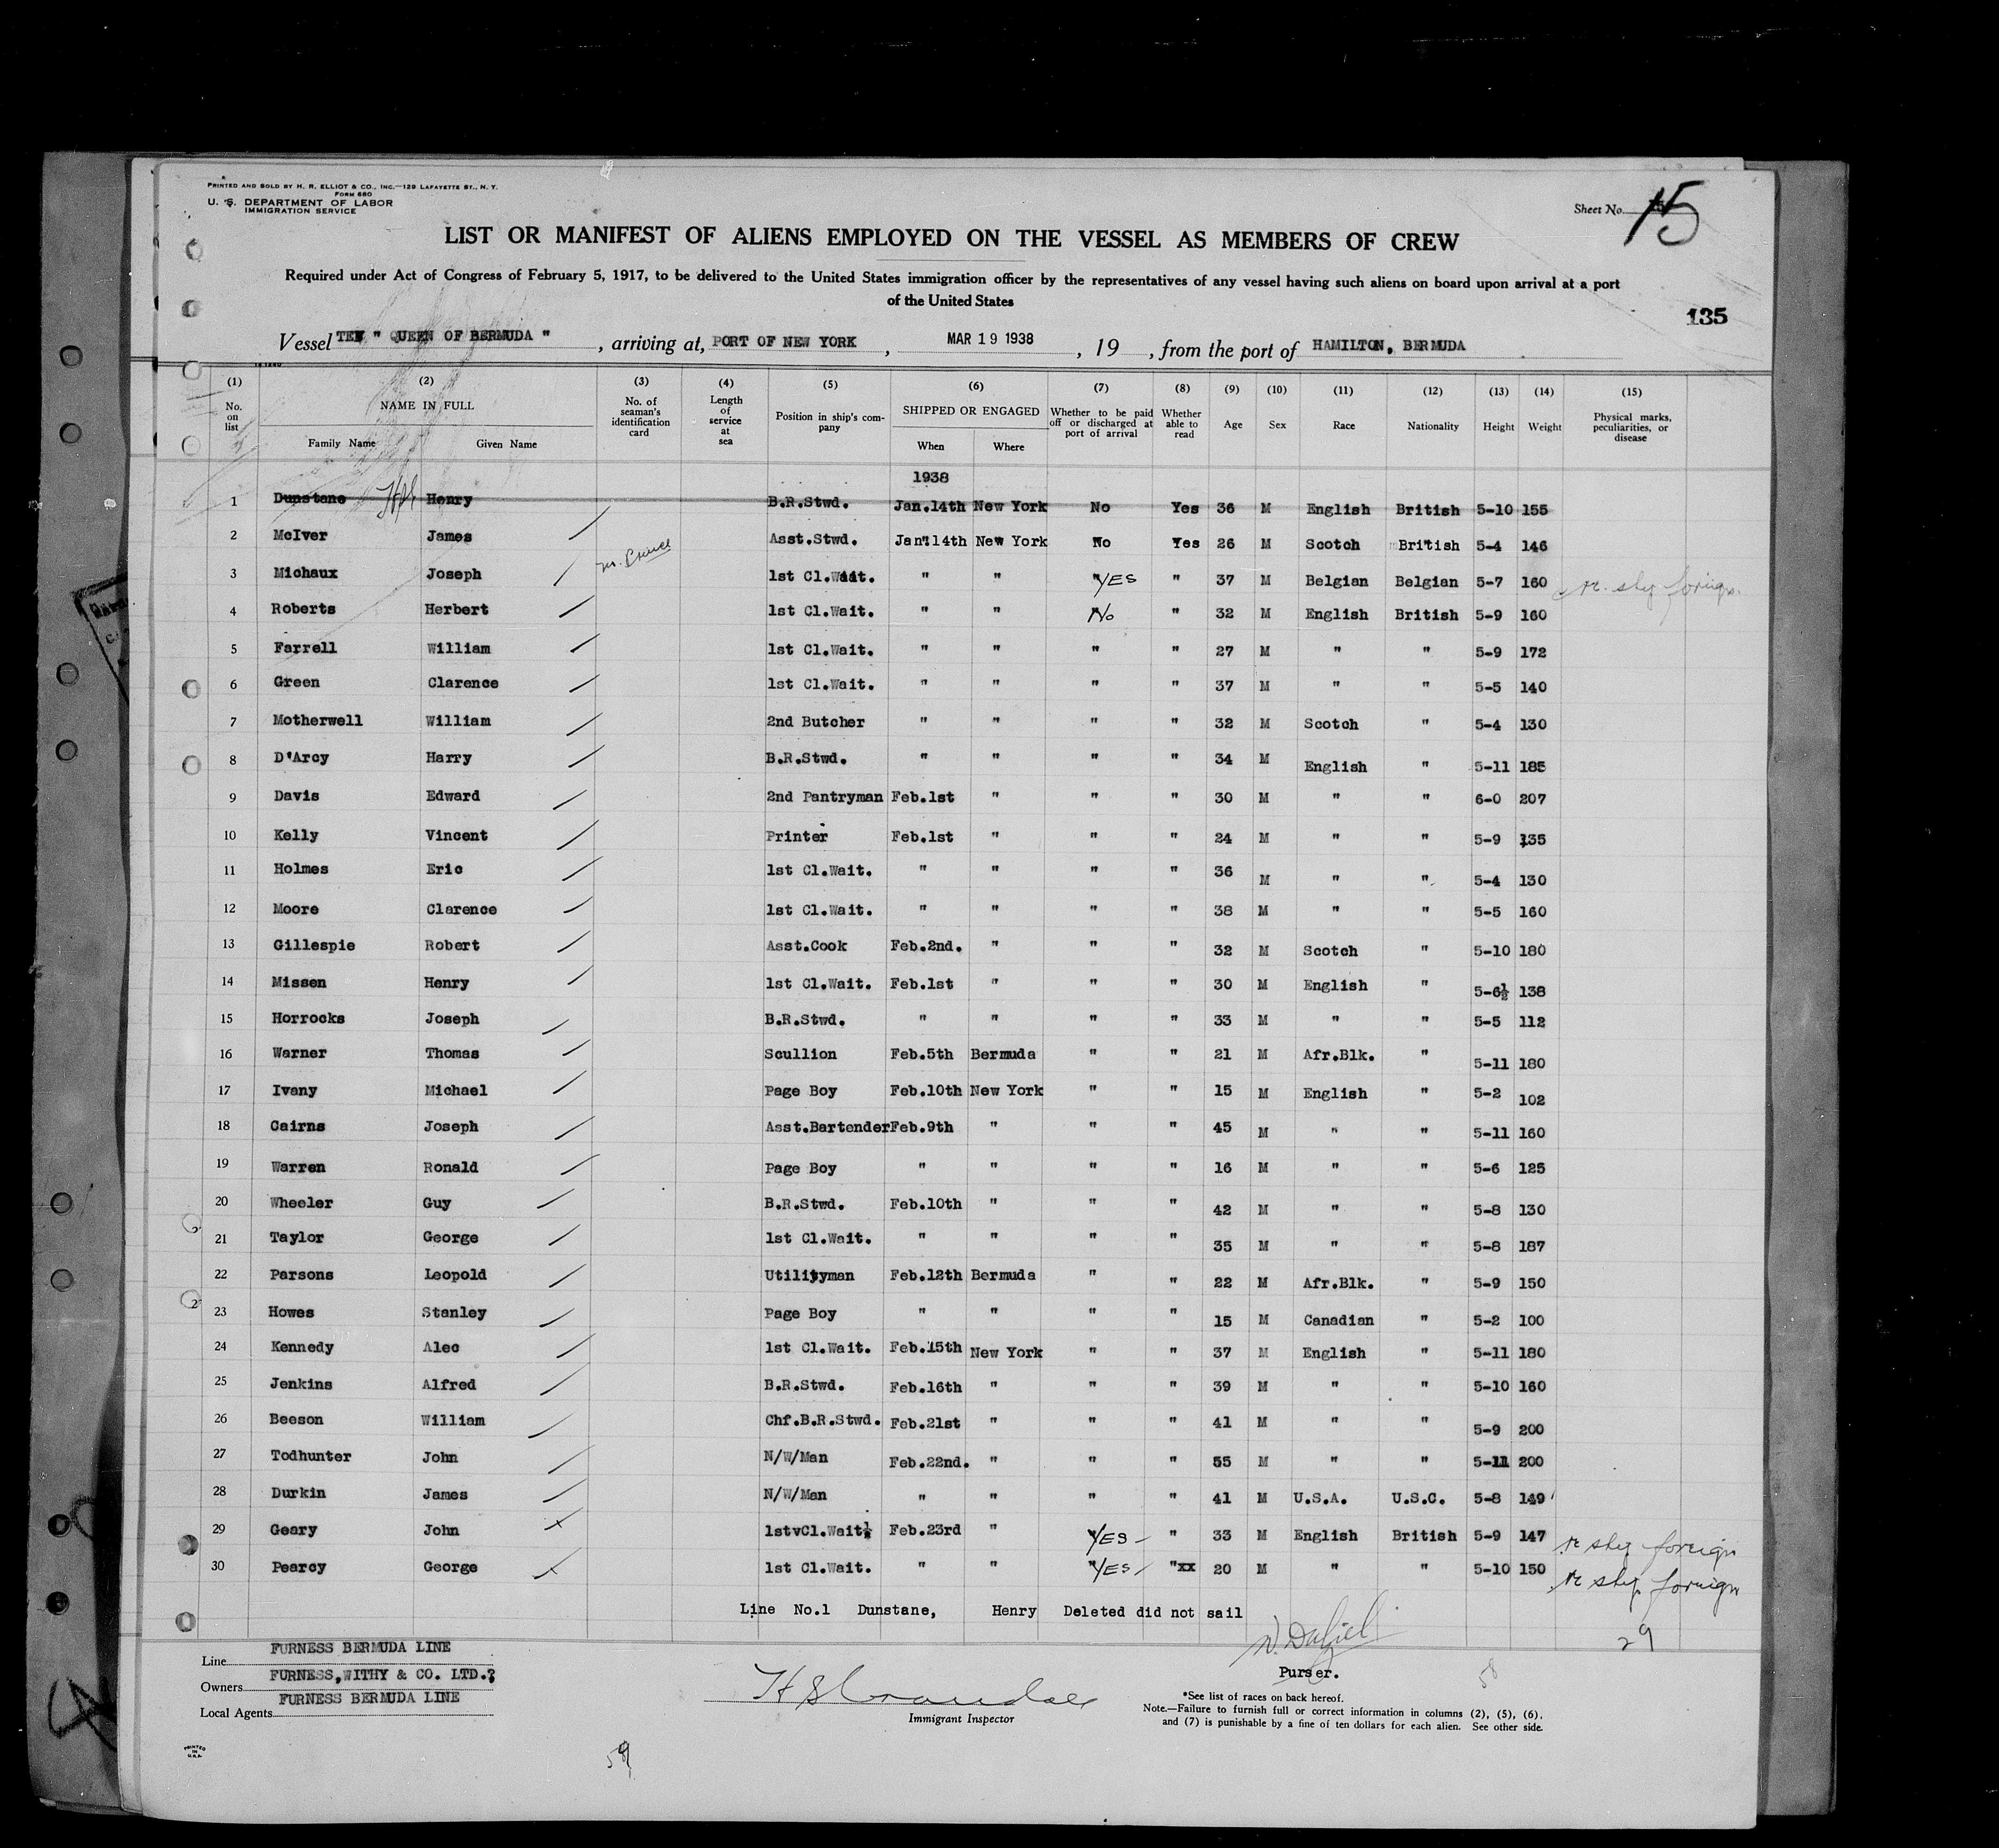 PRINTED AND SOLD BY H. R. ELLIOT & CO., INC.—129 LAFAYETTE ST., N. Y.
FORM 680
U. S. DEPARTMENT OF LABOR
IMMIGRATION SERVICE
Sheet No. 15
LIST OR MANIFEST OF ALIENS EMPLOYED ON THE VESSEL AS MEMBERS OF CREW
Required under Act of Congress of February 5, 1917, to be delivered to the United States immigration officer by the representatives of any vessel having such aliens on board upon arrival at a port
of the United States
135
Vessel " QUEEN OF BERMUDA " , arriving at, PORT OF NEW YORK , MAR 19 1938 , 19 , from the port of HAMILTON, BERMUDA
(1) (2) (3) (4) (5) (6) (7) (8) (9) (10) (11) (12) (13) (14) (15)
No. on list NAME IN FULL Family Name Given Name No. of seaman's identification card Length of service at sea Position in ship's company SHIPPED OR ENGAGED When Where Whether to be paid off or discharged at port of arrival Whether able to read Age Sex Race Nationality Height Weight Physical marks, peculiarities, or disease
1938
1 Dunstane Henry B.R.Stwd. Jan.14th New York No Yes 36 M English British 5-10 155
2 McIver James Asst.Stwd. Jan.14th New York No Yes 26 M Scotch British 5-4 146
3 Michaux Joseph 1st Cl.Wait. " " YES " 37 M Belgian Belgian 5-7 160 foreign
4 Roberts Herbert 1st Cl.Wait. " " No " 32 M English British 5-9 160
5 Farrell William 1st Cl.Wait. " " " " 27 M " " 5-9 172
6 Green Clarence 1st Cl.Wait. " " " " 37 M " " 5-5 140
7 Motherwell William 2nd Butcher " " " " 32 M Scotch " 5-4 130
8 D'Arcy Harry B.R.Stwd. " " " " 34 M English " 5-11 185
9 Davis Edward 2nd Pantryman Feb.1st " " " 30 M " " 6-0 207
10 Kelly Vincent Printer Feb.1st " " " 24 M " " 5-9 135
11 Holmes Eric 1st Cl.Wait. " " " " 36 M " " 5-4 130
12 Moore Clarence 1st Cl.Wait. " " " " 38 M " " 5-5 160
13 Gillespie Robert Asst.Cook Feb.2nd. " " " 32 M Scotch " 5-10 180
14 Missen Henry 1st Cl.Wait. Feb.1st " " " 30 M English " 5-6½ 138
15 Horrocks Joseph B.R.Stwd. " " " " 33 M " " 5-5 112
16 Warner Thomas Scullion Feb.5th Bermuda " " 21 M Afr.Blk. " 5-11 180
17 Ivany Michael Page Boy Feb.10th New York " " 15 M English " 5-2 102
18 Cairns Joseph Asst.Bartender Feb.9th " " " 45 M " " 5-11 160
19 Warren Ronald Page Boy " " " " 16 M " " 5-6 125
20 Wheeler Guy B.R.Stwd. Feb.10th " " " 42 M " " 5-8 130
21 Taylor George 1st Cl.Wait. " " " " 35 M " " 5-8 187
22 Parsons Leopold Utilityman Feb.12th Bermuda " " 22 M Afr.Blk. " 5-9 150
23 Howes Stanley Page Boy " " " " 15 M Canadian " 5-2 100
24 Kennedy Alec 1st Cl.Wait. Feb.15th New York " " 37 M English " 5-11 180
25 Jenkins Alfred B.R.Stwd. Feb.16th " " " 39 M " " 5-10 160
26 Beeson William Chf.B.R.Stwd. Feb.21st " " " 41 M " " 5-9 200
27 Todhunter John N/W/Man Feb.22nd. " " " 55 M " " 5-11 200
28 Durkin James N/W/Man " " " " 41 M U.S.A. U.S.C. 5-8 149
29 Geary John 1stvCl.Wait Feb.23rd " YES " 33 M English British 5-9 147 foreign
30 Pearcy George 1st Cl.Wait. " " YES "xx 20 M " " 5-10 150 foreign
Line No.1 Dunstane, Henry Deleted did not sail
29
Line FURNESS BERMUDA LINE
Owners FURNESS,WITHY & CO. LTD.
Local Agents FURNESS BERMUDA LINE
Immigrant Inspector
Purser.
58
*See list of races on back hereof.
Note.—Failure to furnish full or correct information in columns (2), (5), (6),
and (7) is punishable by a fine of ten dollars for each alien. See other side.
PRINTED IN U.S.A.